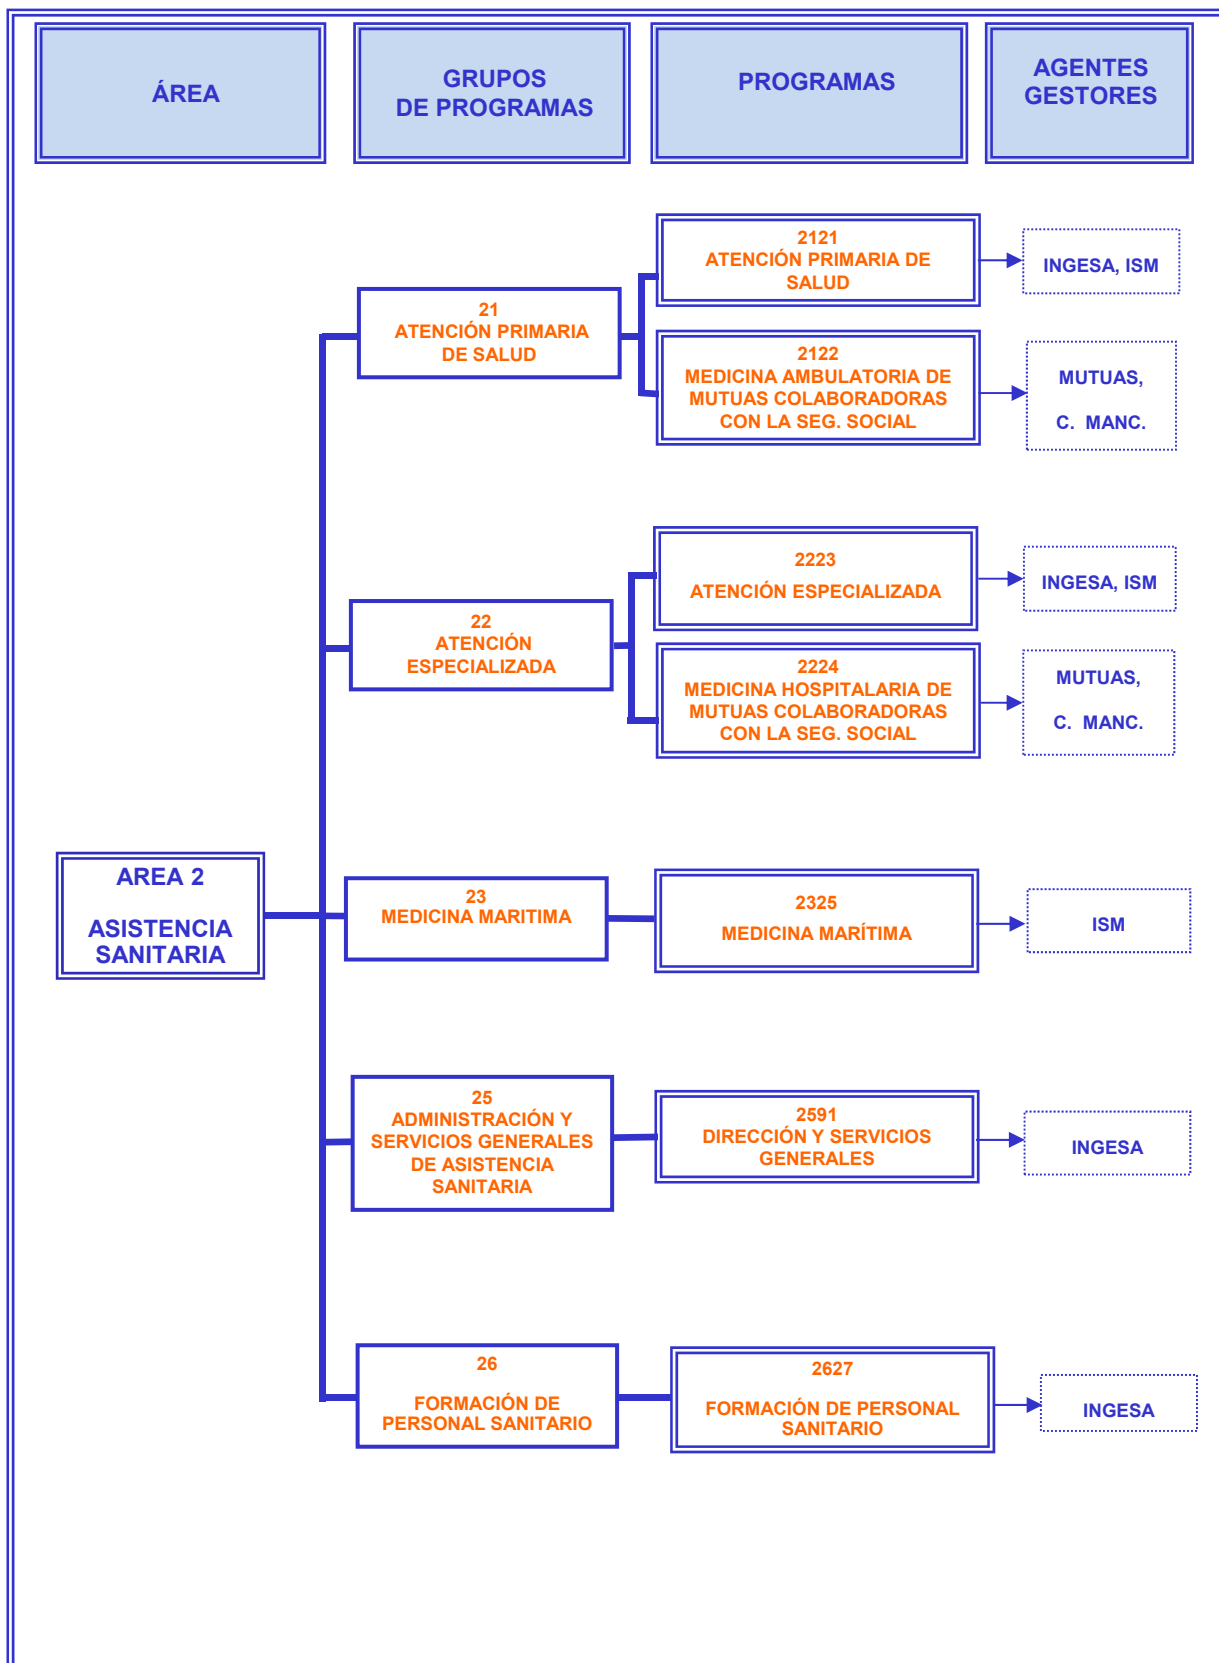 ÁREA
GRUPOS
DE PROGRAMAS
PROGRAMAS
AGENTES
GESTORES
2121
ATENCIÓN PRIMARIA DE
SALUD
INGESA, ISM
21
ATENCIÓN PRIMARIA
DE SALUD
2122
MEDICINA AMBULATORIA DE
MUTUAS COLABORADORAS
CON LA SEG. SOCIAL
MUTUAS,
C. MANC.
2223
ATENCIÓN ESPECIALIZADA
INGESA, ISM
22
ATENCIÓN
ESPECIALIZADA
2224
MEDICINA HOSPITALARIA DE
MUTUAS COLABORADORAS
CON LA SEG. SOCIAL
MUTUAS,
C. MANC.
AREA 2
ASISTENCIA
SANITARIA
23
MEDICINA MARITIMA
2325
MEDICINA MARÍTIMA
ISM
25
ADMINISTRACIÓN Y
SERVICIOS GENERALES
DE ASISTENCIA
SANITARIA
2591
DIRECCIÓN Y SERVICIOS
GENERALES
INGESA
26
FORMACIÓN DE
PERSONAL SANITARIO
2627
FORMACIÓN DE PERSONAL
SANITARIO
INGESA